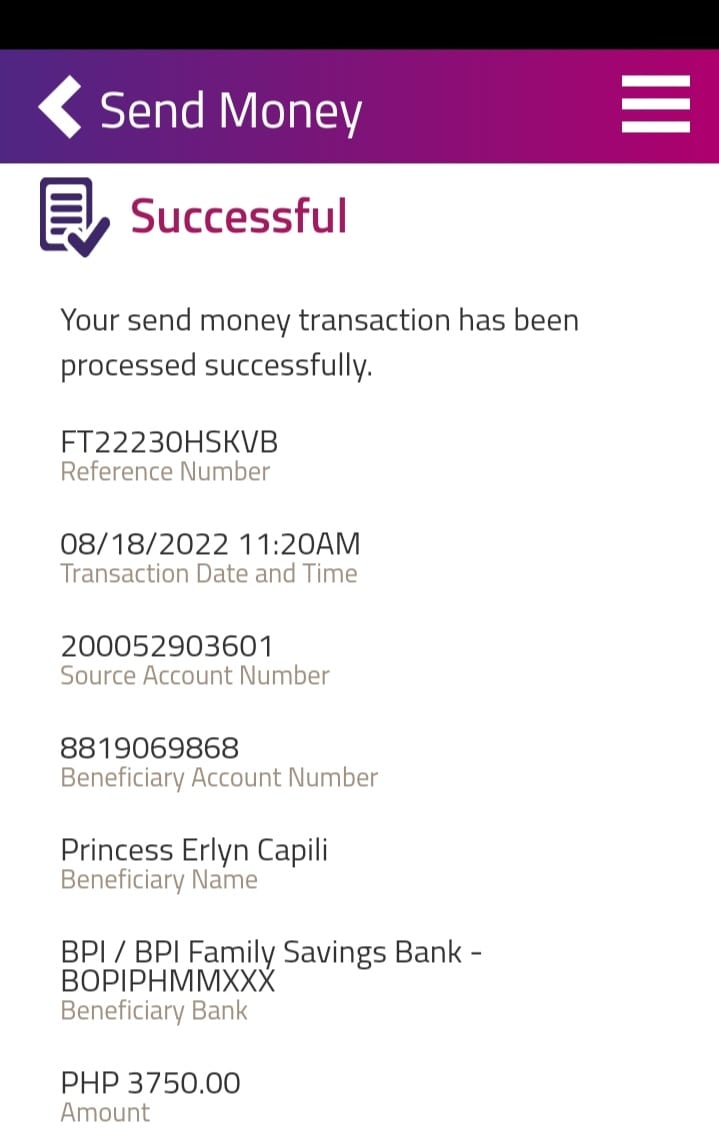 Send Money
Successful
Your send money transaction has been
processed successfully.
FT22230HSKVB
Reference Number
08/18/2022 11:20AM
Transaction Date and Time
200052903601
Source Account Number
8819069868
Beneficiary Account Number
Princess Erlyn Capili
Beneficiary Name
BPI / BPI Family Savings Bank -
BOPIPHMMXXX
Beneficiary Bank
PHP 3750.00
Amount